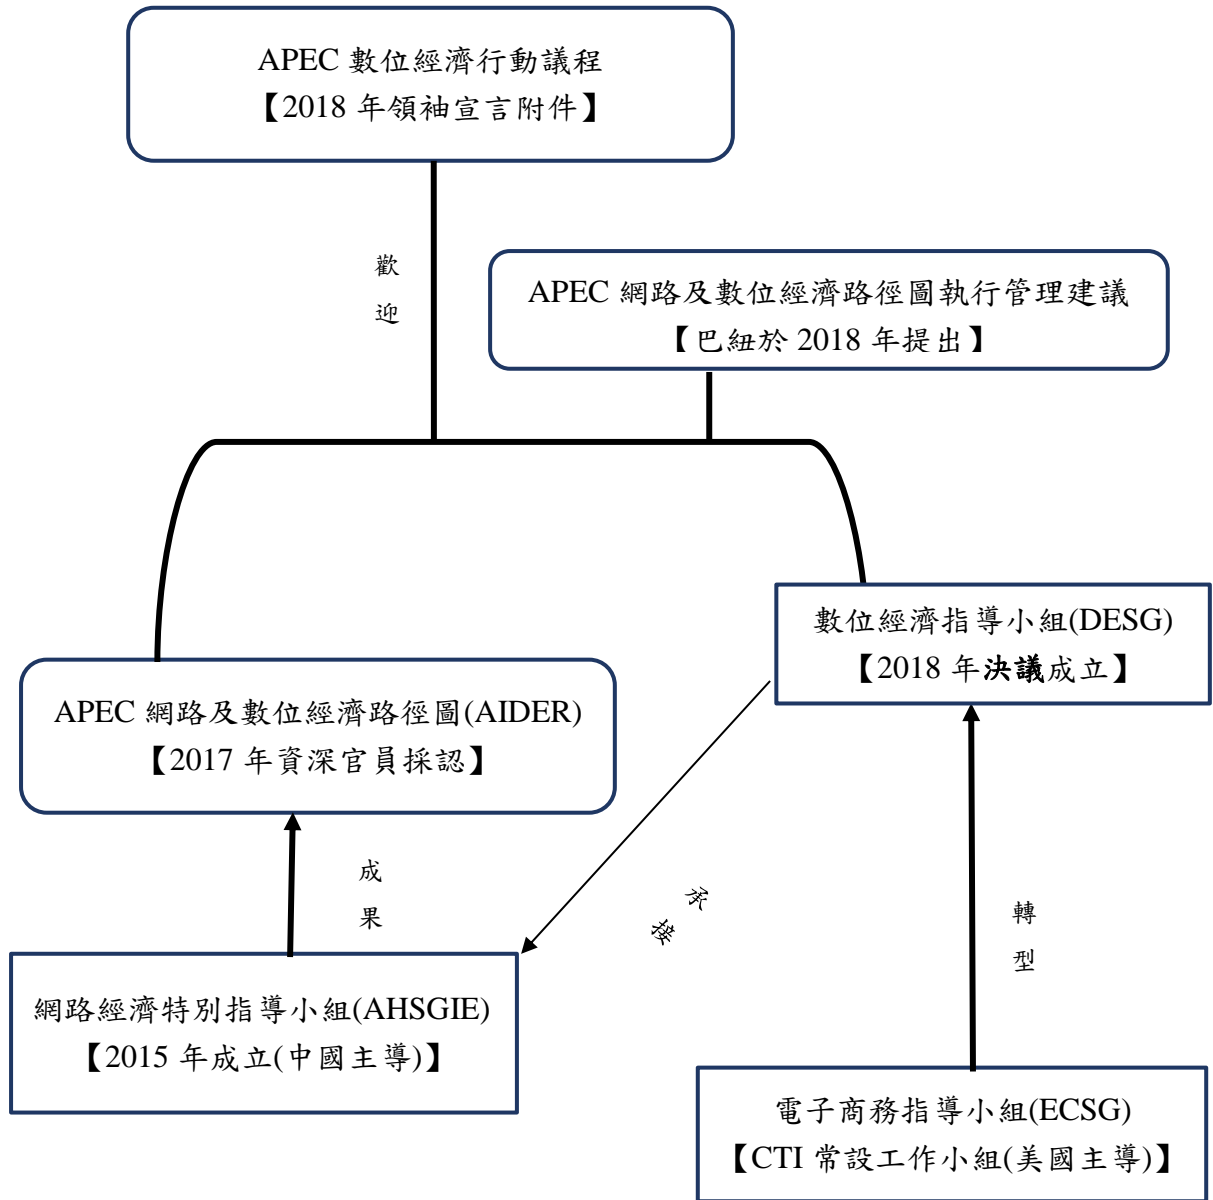 APEC 數位經濟行動議程
【2018 年領袖宣言附件】
歡
迎
APEC 網路及數位經濟路徑圖執行管理建議
【巴紐於 2018 年提出】
數位經濟指導小組(DESG)
【2018 年決議成立】
APEC 網路及數位經濟路徑圖(AIDER)
【2017 年資深官員採認】
成
果
承
接
轉
型
網路經濟特別指導小組(AHSGIE)
【2015 年成立(中國主導)】
電子商務指導小組(ECSG)
【CTI 常設工作小組(美國主導)】